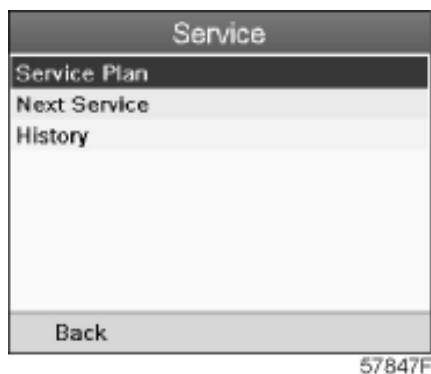 Service
Service Plan
Next Service
History
Back
57847F